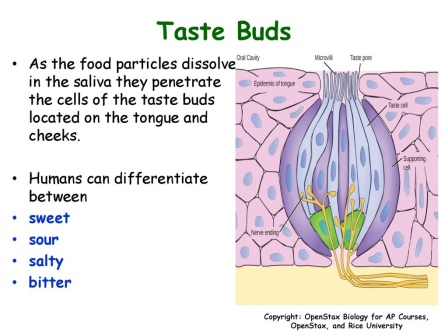 Taste Buds
• As the food particles dissolve
in the saliva they penetrate
the cells of the taste buds
located on the tongue and
cheeks.
• Humans can differentiate
between
• sweet
• sour
• salty
• bitter
Oral Cavity
Microvilli
Taste pore
Epidermis of tongue
Taste cell
Supporting
cell
Nerve ending
Copyright: OpenStax Biology for AP Courses,
OpenStax, and Rice University